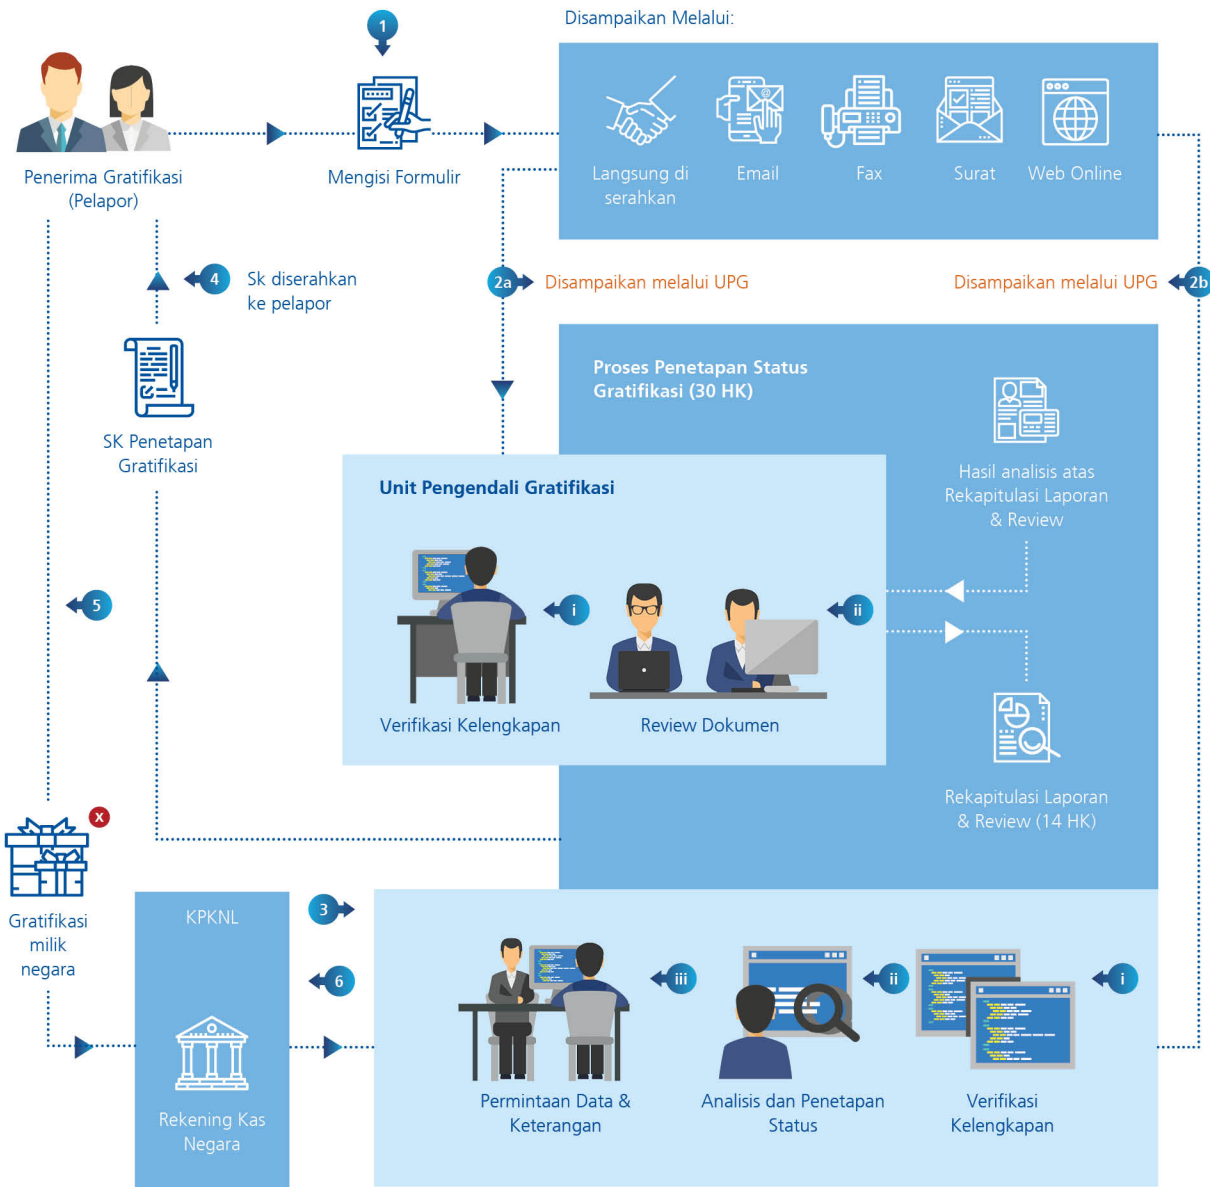 Disampaikan Melalui:
1
Penerima Gratifikasi
(Pelapor)
Mengisi Formulir
Langsung di
serahkan
Email
Fax
Surat
Web Online
4
Sk diserahkan
ke pelapor
2a
Disampaikan melalui UPG
Disampaikan melalui UPG
2b
SK Penetapan
Gratifikasi
Proses Penetapan Status
Gratifikasi (30 HK)
Hasil analisis atas
Rekapitulasi Laporan
& Review
Unit Pengendali Gratifikasi
i
ii
Verifikasi Kelengkapan
Review Dokumen
Rekapitulasi Laporan
& Review (14 HK)
5
X
Gratifikasi
milik
negara
KPKNL
Rekening Kas
Negara
3
6
iii
ii
i
Permintaan Data &
Keterangan
Analisis dan Penetapan
Status
Verifikasi
Kelengkapan